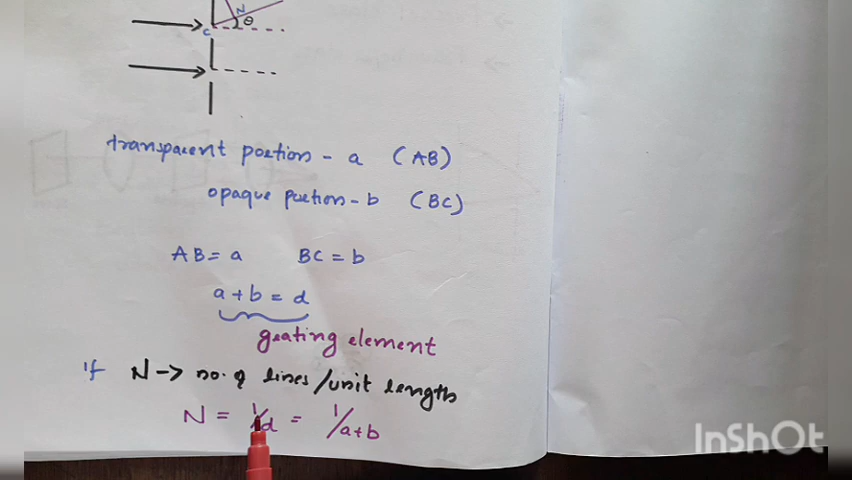 N
C θ
transparent portion - a (AB)
opaque portion - b (BC)
AB = a BC = b
a + b = d
grating element
If N → no. of lines / unit length
N = 1/d = 1/a+b
InShOt